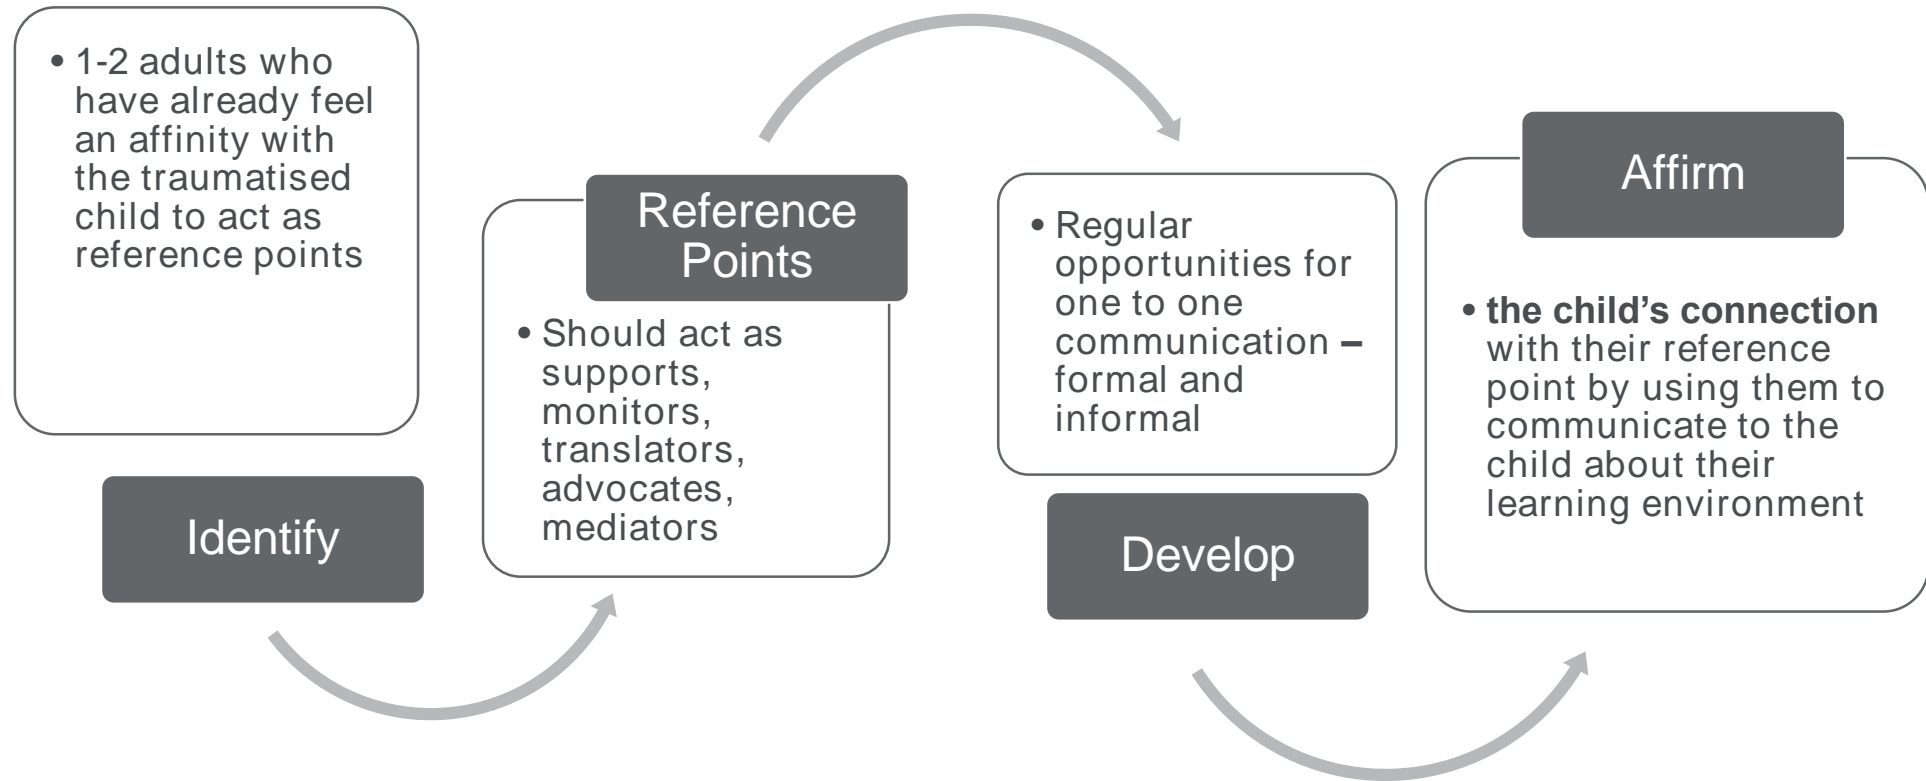 • 1-2 adults who
have already feel
an affinity with
the traumatised
child to act as
reference points
Identify
Reference
Points
• Should act as
supports,
monitors,
translators,
advocates,
mediators
• Regular
opportunities for
one to one
communication –
formal and
informal
Develop
Affirm
• the child’s connection
with their reference
point by using them to
communicate to the
child about their
learning environment